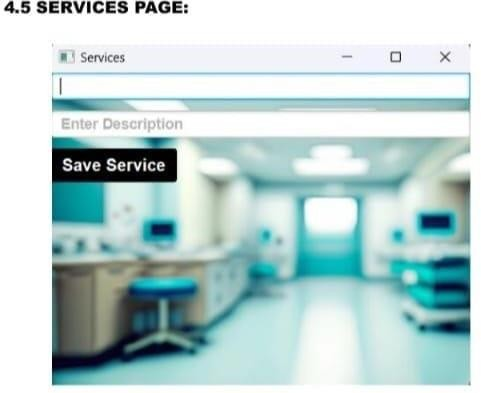 4.5 SERVICES PAGE:
Services
Enter Description
Save Service